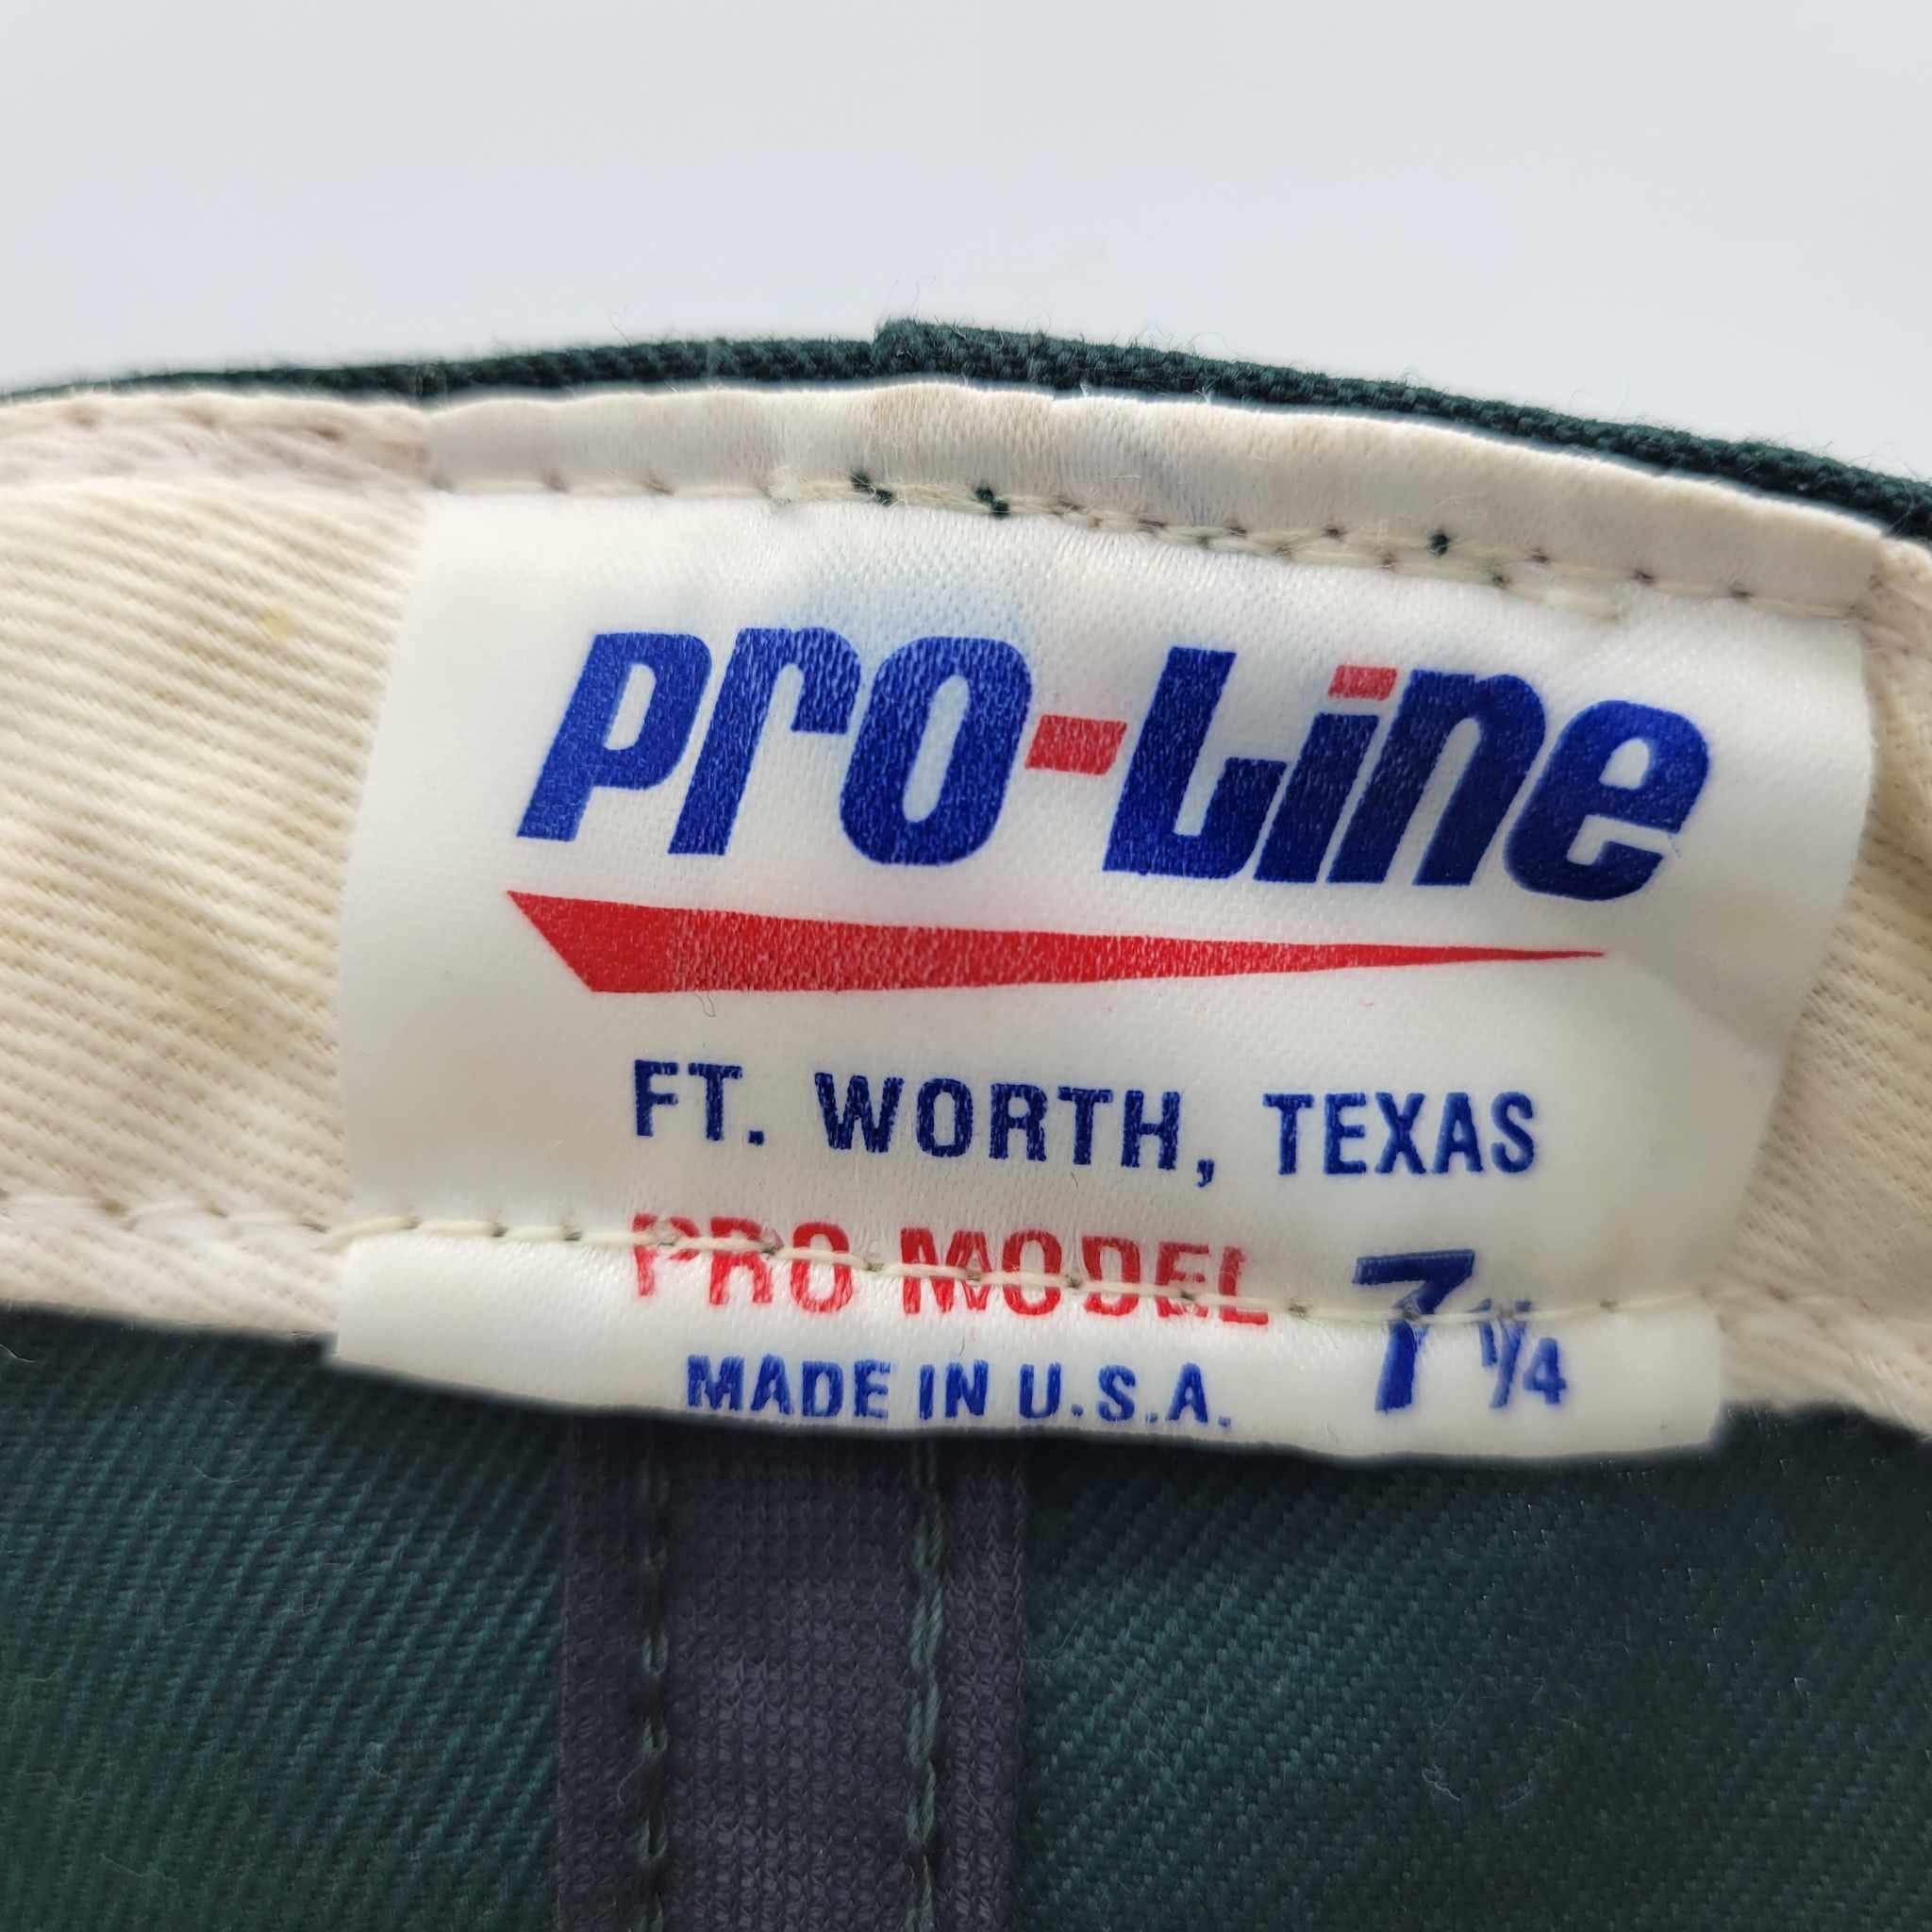 PRO-LINE
FT. WORTH, TEXAS
PRO MODEL 7 1/4
MADE IN U.S.A.